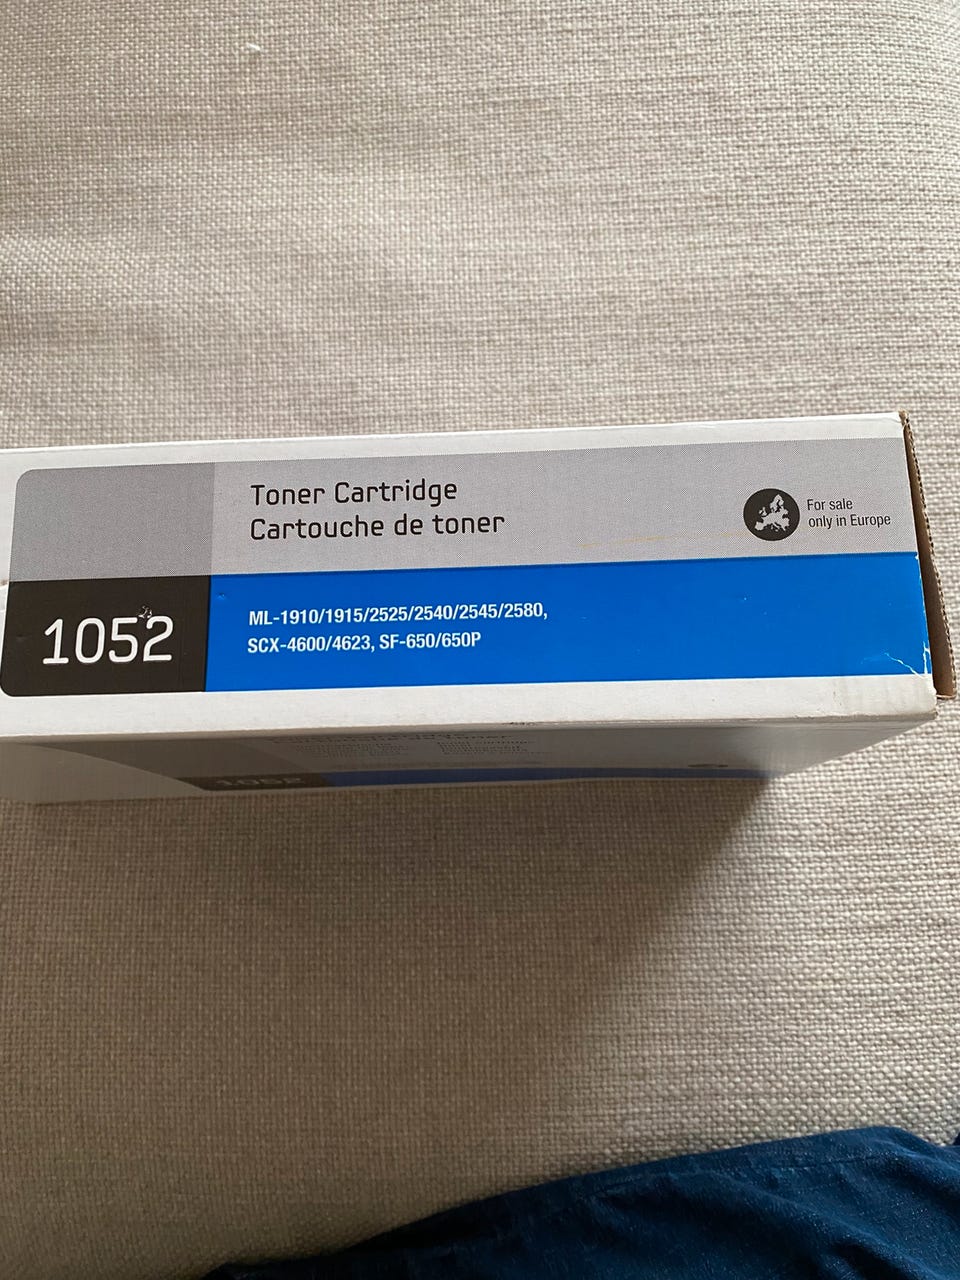 Toner Cartridge
Cartouche de toner
For sale
only in Europe
1052
ML-1910/1915/2525/2540/2545/2580,
SCX-4600/4623, SF-650/650P
1052